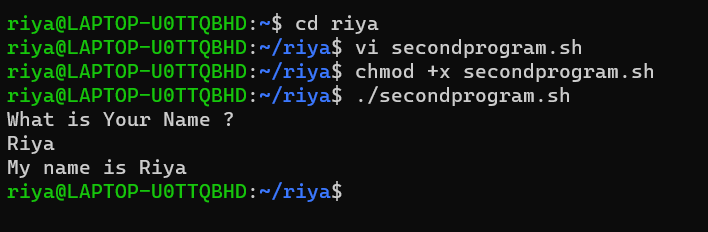 riya@LAPTOP-U0TTQBHD:~$ cd riya
riya@LAPTOP-U0TTQBHD:~/riya$ vi secondprogram.sh
riya@LAPTOP-U0TTQBHD:~/riya$ chmod +x secondprogram.sh
riya@LAPTOP-U0TTQBHD:~/riya$ ./secondprogram.sh
What is Your Name ?
Riya
My name is Riya
riya@LAPTOP-U0TTQBHD:~/riya$